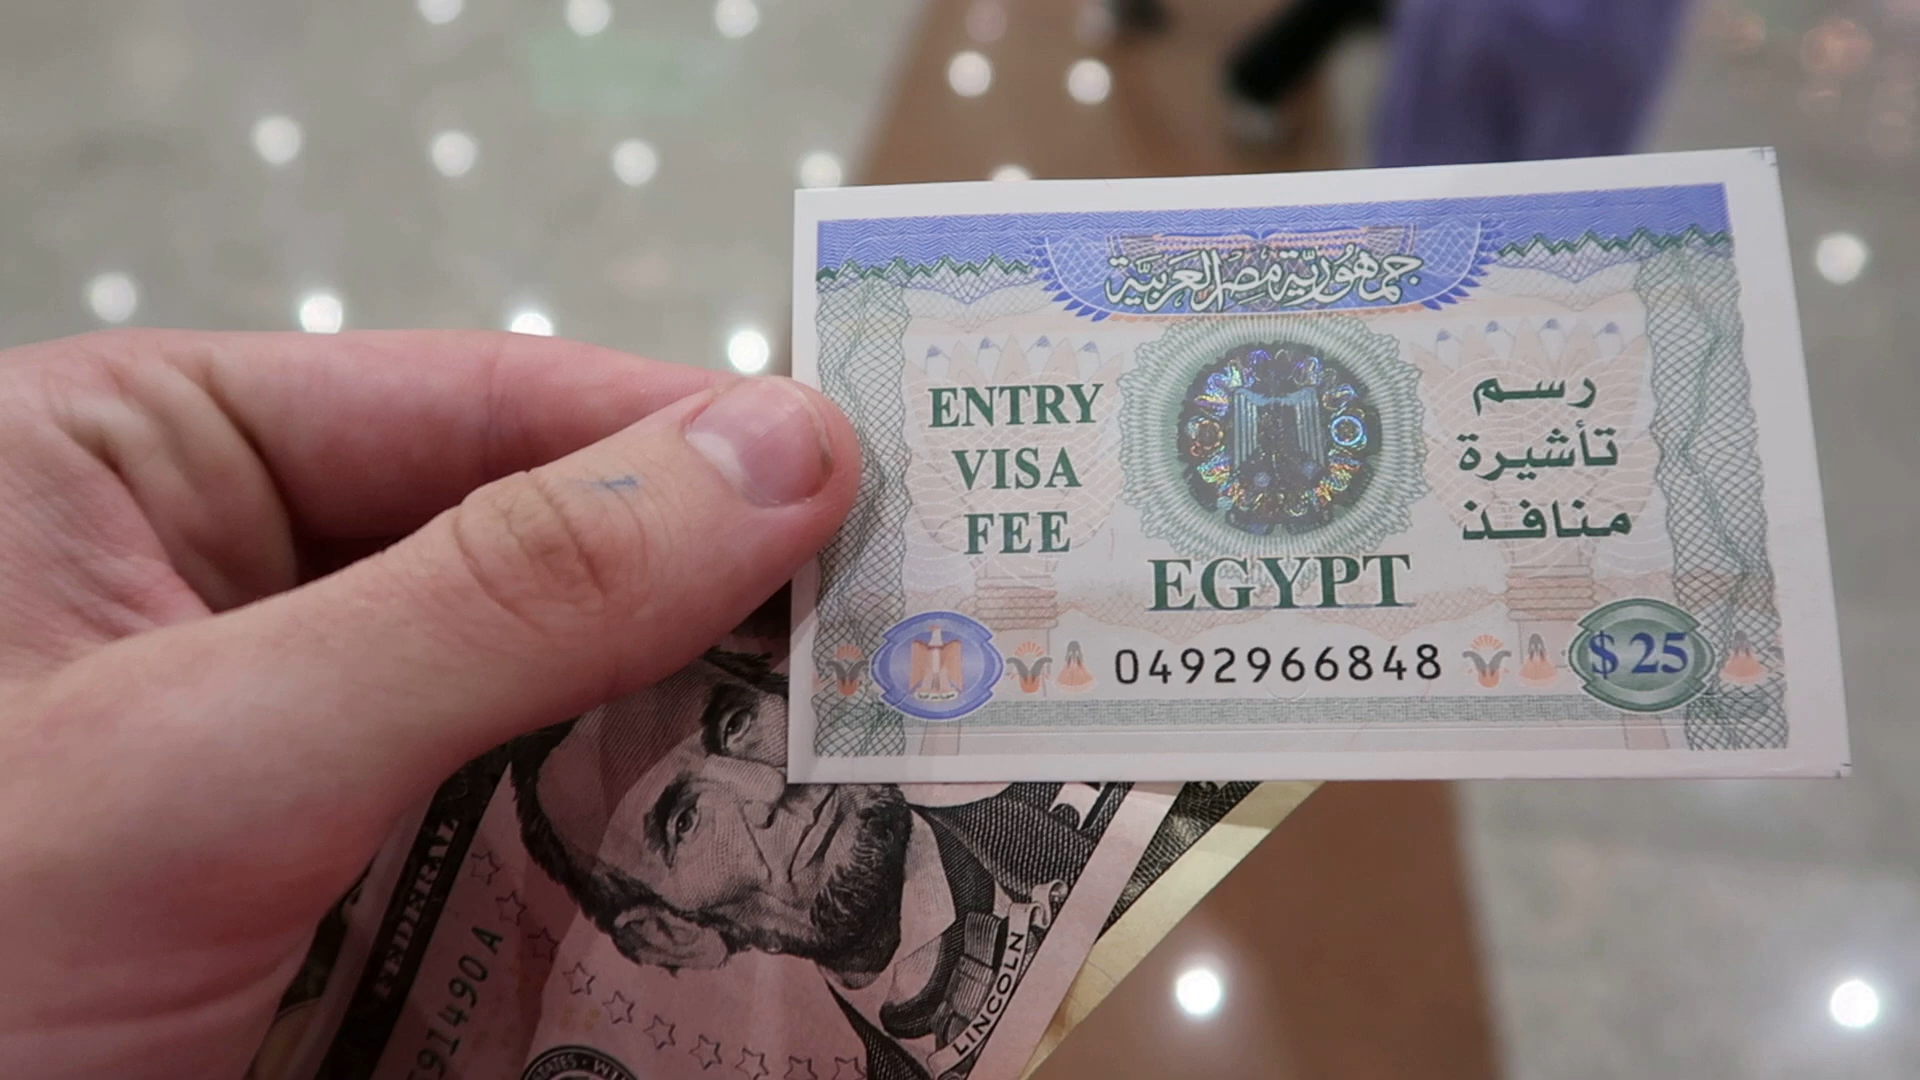 جمهورية مصر العربية
ENTRY
VISA
FEE
رسم
تأشيرة
منافذ
EGYPT
0492966848
$ 25
FEDERAL
91490 A
LINCOLN